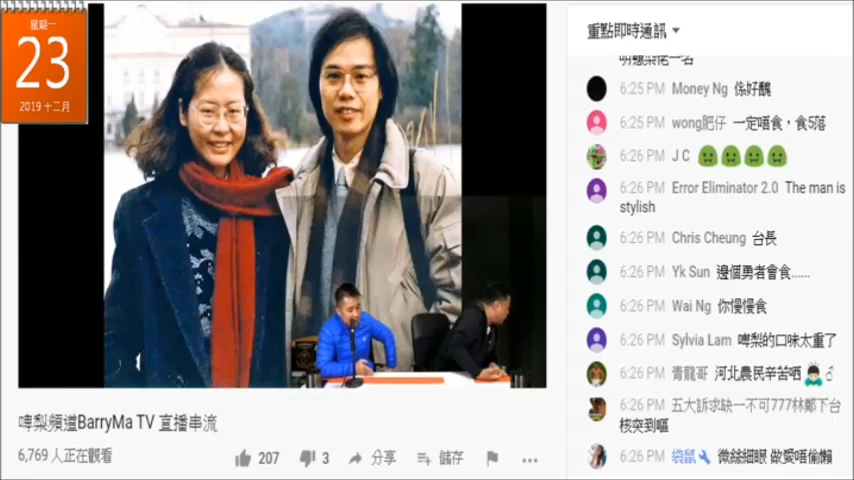 星期一
23
2019 十二月
重點即時通訊
6:25 PM Money Ng 係好醜
6:25 PM wong肥仔 一定唔食，食5落
6:26 PM J C
6:26 PM Error Eliminator 2.0 The man is
stylish
6:26 PM Chris Cheung 台長
6:26 PM Yk Sun 邊個勇者會食......
6:26 PM Wai Ng 你慢慢食
6:26 PM Sylvia Lam 啤梨的口味太重了
6:26 PM 青龍哥 河北農民辛苦哂
6:26 PM 五大訴求缺一不可777林鄭下台
核突到嘔
6:26 PM 袋鼠 微絲細眼 做愛唔偷懶
啤梨頻道BarryMa TV 直播串流
6,769 人正在觀看
207
3
分享
儲存